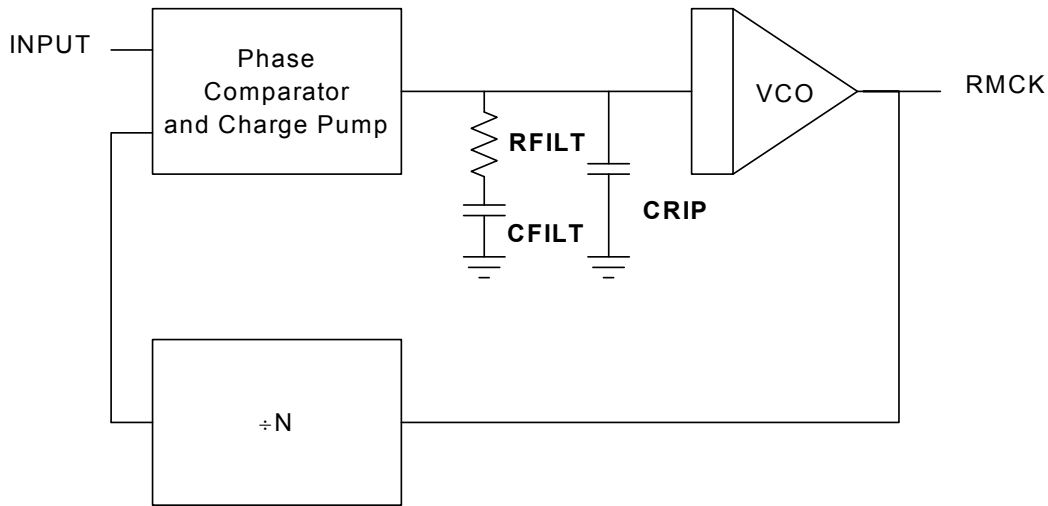 INPUT
Phase
Comparator
and Charge Pump
VCO
RMCK
RFILT
CRIP
CFILT
÷N